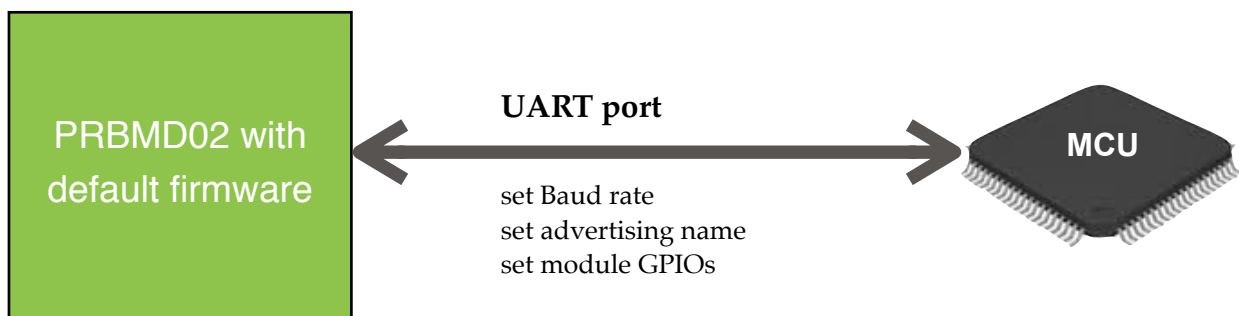 PRBMD02 with
default firmware
UART port
set Baud rate
set advertising name
set module GPIOs
MCU